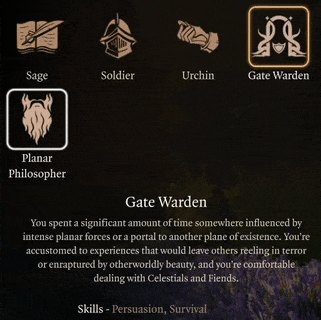 Sage Soldier Urchin Gate Warden
Planar
Philosopher
Gate Warden
You spent a significant amount of time somewhere influenced by
intense planar forces or a portal to another plane of existence. You're
accustomed to experiences that would leave others reeling in terror
or enraptured by otherworldly beauty, and you're comfortable
dealing with Celestials and Fiends.
Skills - Persuasion, Survival